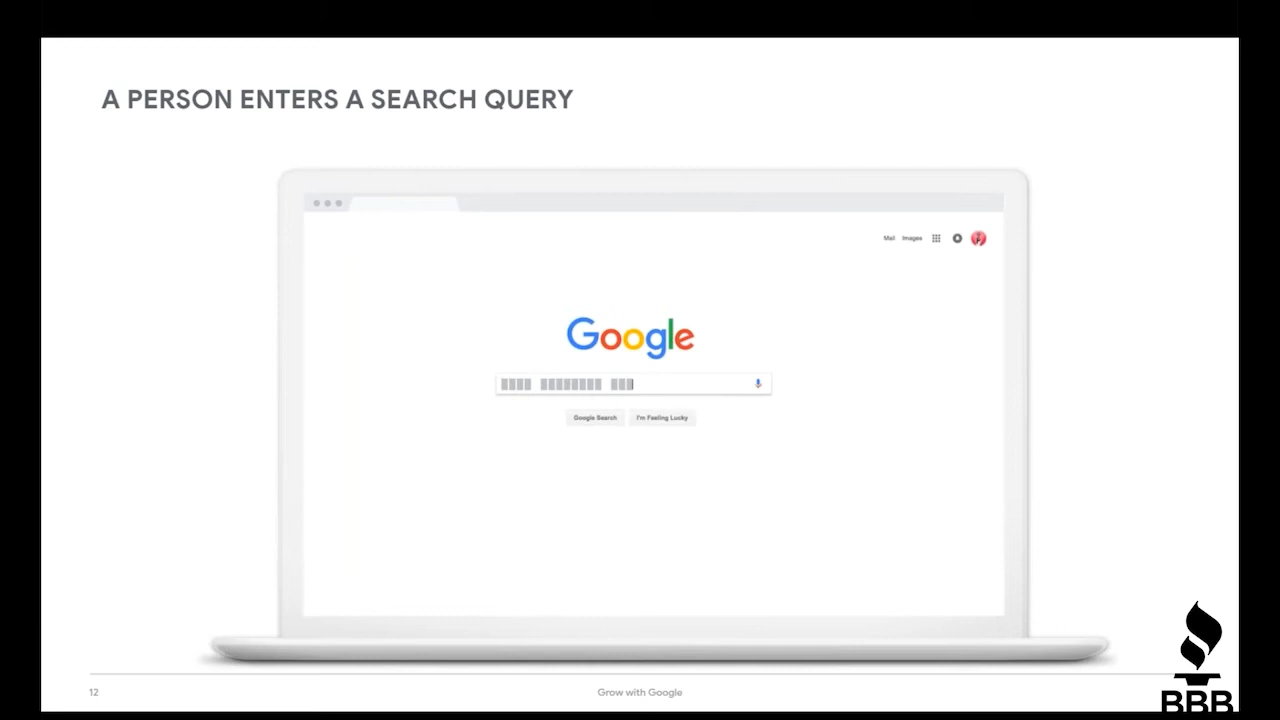 A PERSON ENTERS A SEARCH QUERY
Mail Images
Google
Google Search I'm Feeling Lucky
12 Grow with Google
BBB